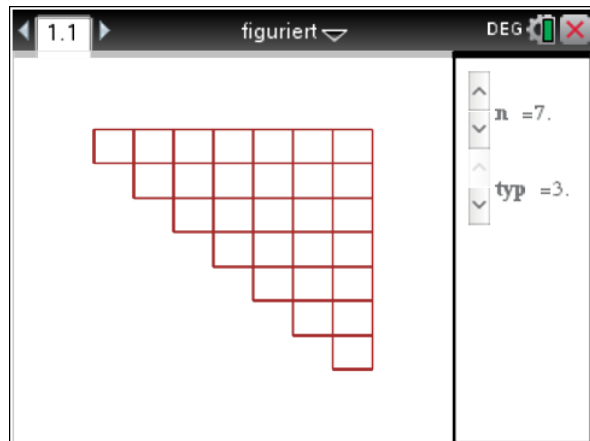 1.1 figuriert DEG
n =7.
typ =3.